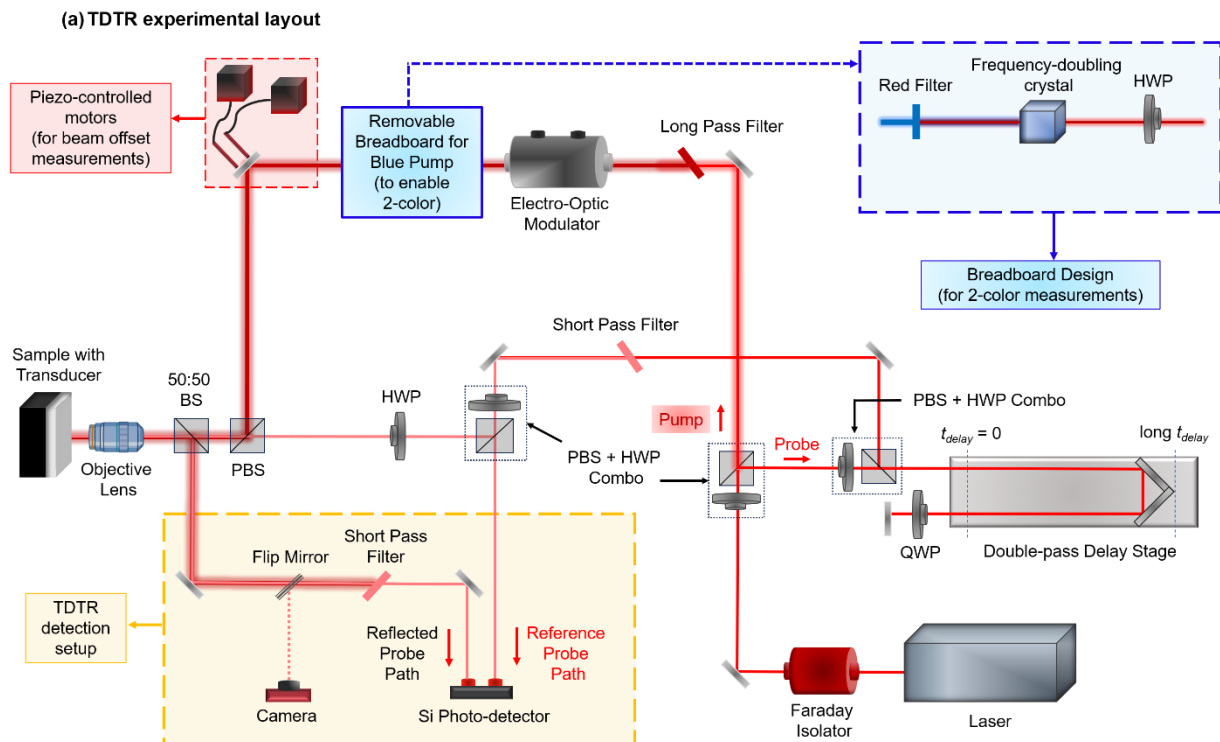 (a) TDTR experimental layout
Piezo-controlled
motors
(for beam offset
measurements)
Removable
Breadboard for
Blue Pump
(to enable
2-color)
Electro-Optic
Modulator
Long Pass Filter
Red Filter
Frequency-doubling
crystal
HWP
Breadboard Design
(for 2-color measurements)
Short Pass Filter
Sample with
Transducer
50:50
BS
HWP
Objective
Lens
PBS
PBS + HWP
Combo
Pump
Probe
PBS + HWP Combo
tdelay = 0
long tdelay
QWP
Double-pass Delay Stage
TDTR
detection
setup
Flip Mirror
Short Pass
Filter
Reflected
Probe
Path
Reference
Probe
Path
Camera
Si Photo-detector
Faraday
Isolator
Laser